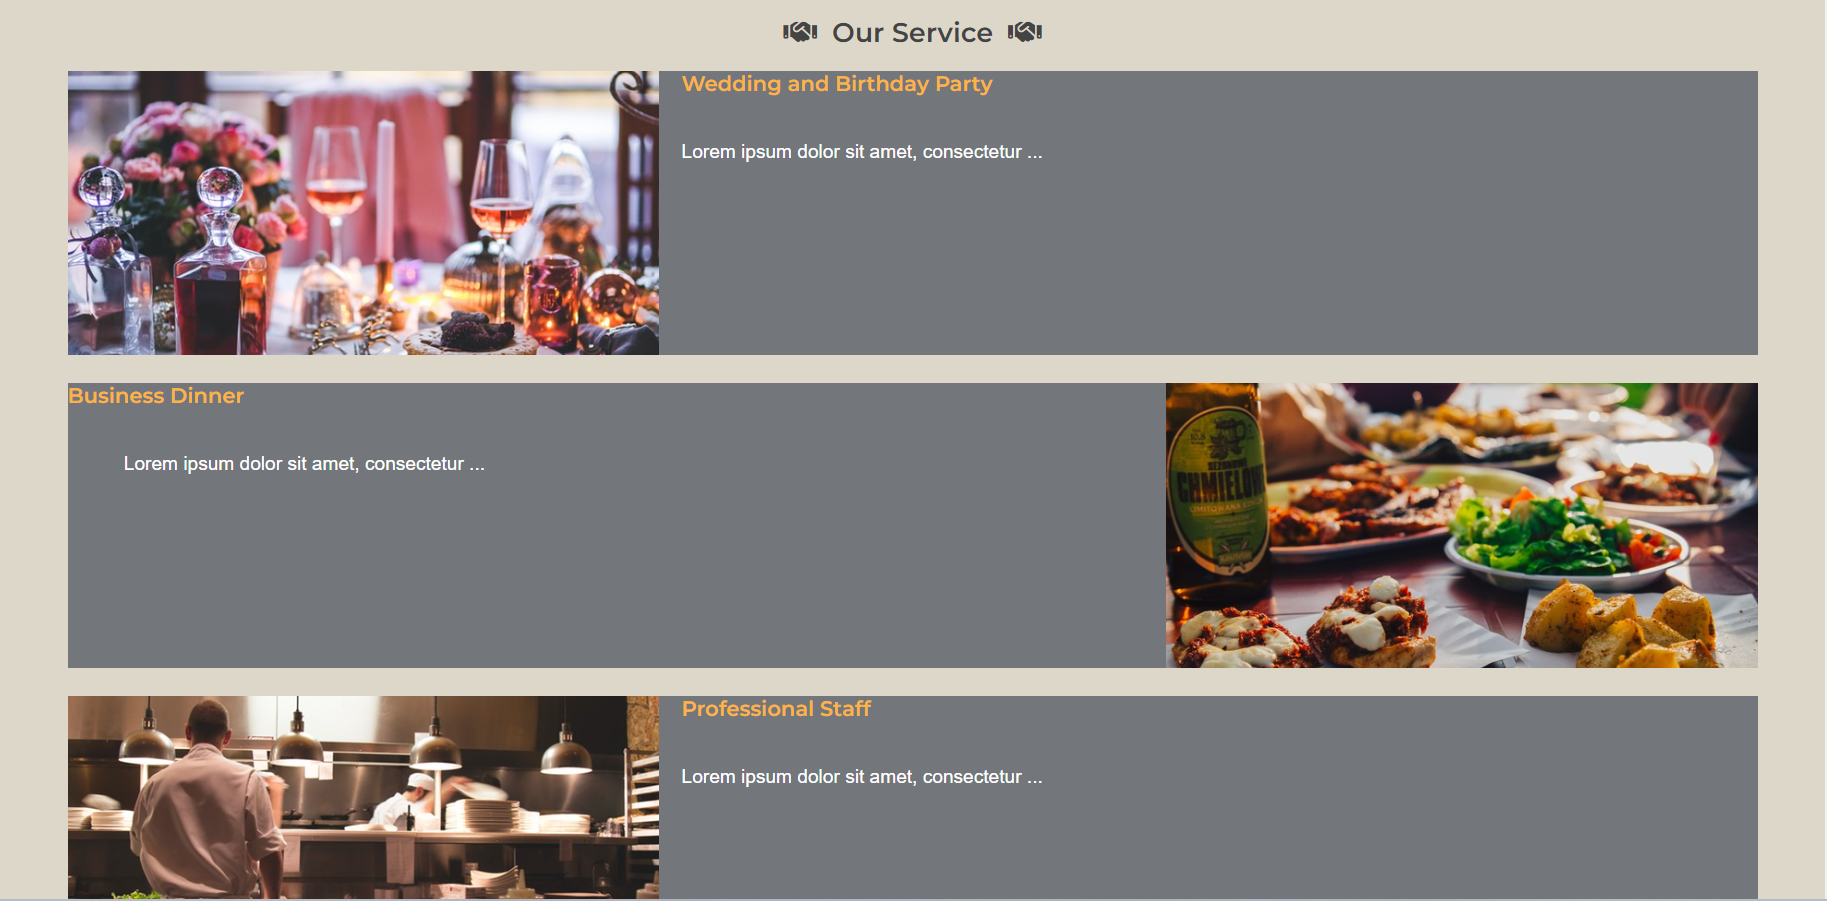 Our Service
Wedding and Birthday Party
Lorem ipsum dolor sit amet, consectetur ...
Business Dinner
Lorem ipsum dolor sit amet, consectetur ...
CHMIELOWE
Professional Staff
Lorem ipsum dolor sit amet, consectetur ...